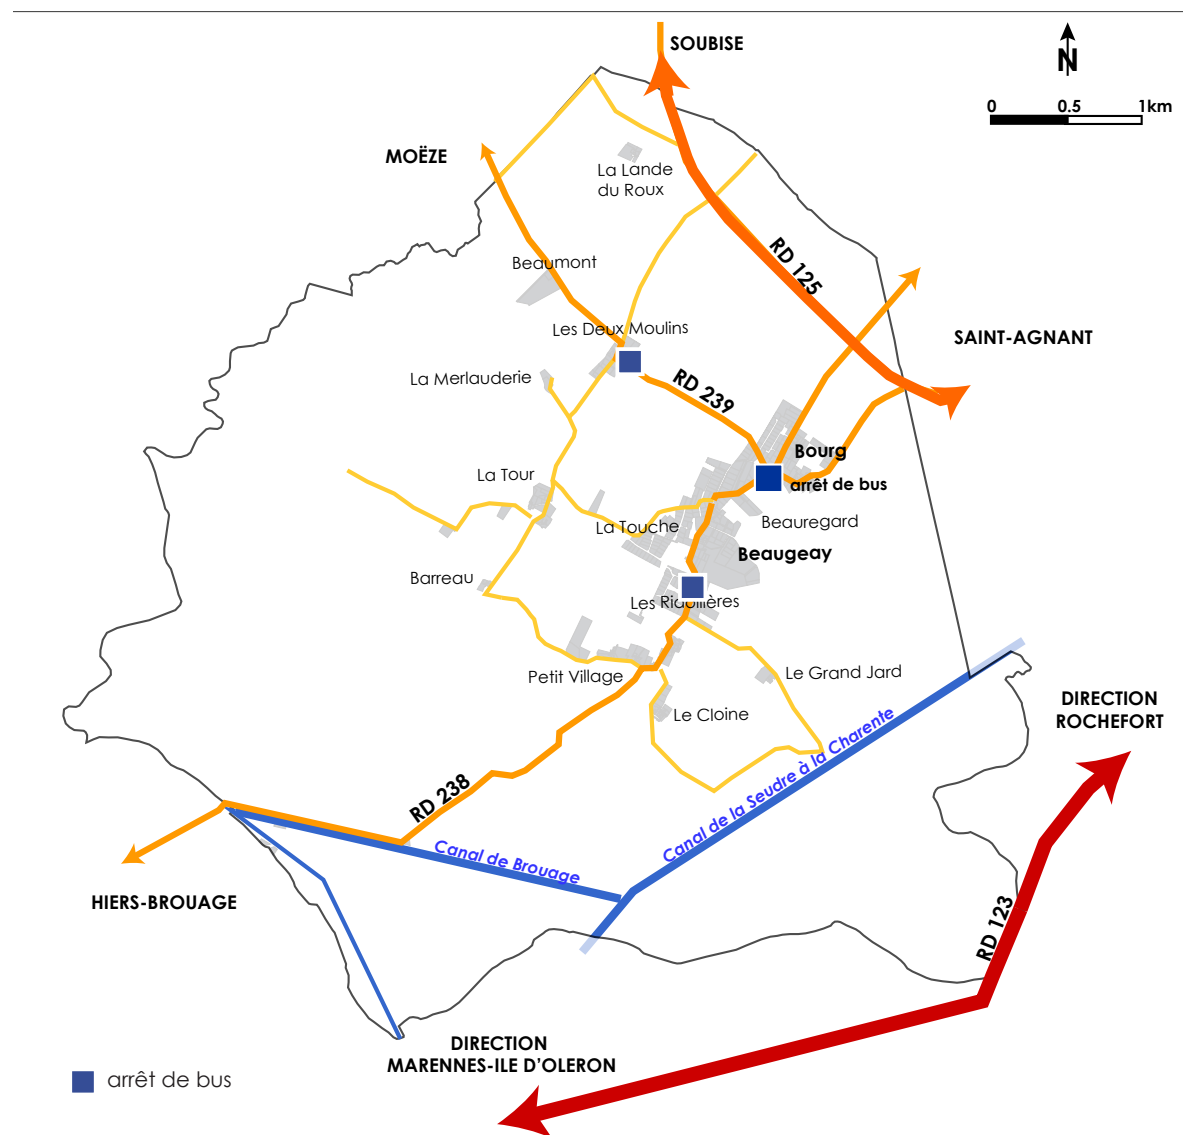 SOUBISE
N
0 0.5 1km
MOËZE
La Lande
du Roux
RD 125
Beaumont
Les Deux Moulins
SAINT-AGNANT
La Merlauderie
RD 239
Bourg
arrêt de bus
La Tour
La Touche
Beauregard
Beaugeay
Barreau
Les Ridollières
Petit Village
Le Grand Jard
Le Cloine
DIRECTION
ROCHEFORT
Canal de la Seudre à la Charente
RD 238
Canal de Brouage
HIERS-BROUAGE
RD 123
DIRECTION
MARENNES-ILE D'OLERON
arrêt de bus